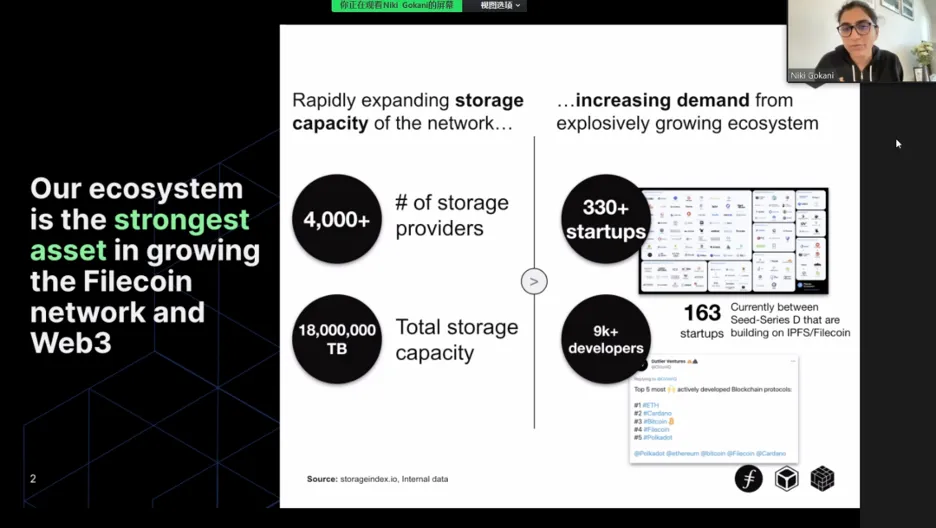 你正在观看Niki Gokani的屏幕
视图选项
Niki Gokani
Our ecosystem
is the strongest
asset in growing
the Filecoin
network and
Web3
2
Rapidly expanding storage
capacity of the network…
4,000+
# of storage
providers
18,000,000
TB
Total storage
capacity
>
…increasing demand from
explosively growing ecosystem
330+
startups
163
startups
Currently between
Seed-Series D that are
building on IPFS/Filecoin
9k+
developers
Outlier Ventures
Top 5 most 🙌 actively developed Blockchain protocols:
#1 #ETH
#2 #Cardano
#3 #Bitcoin
#4 #Filecoin
#5 #Polkadot
@Polkadot @ethereum @bitcoin @Filecoin @Cardano
Source: storageindex.io, Internal data